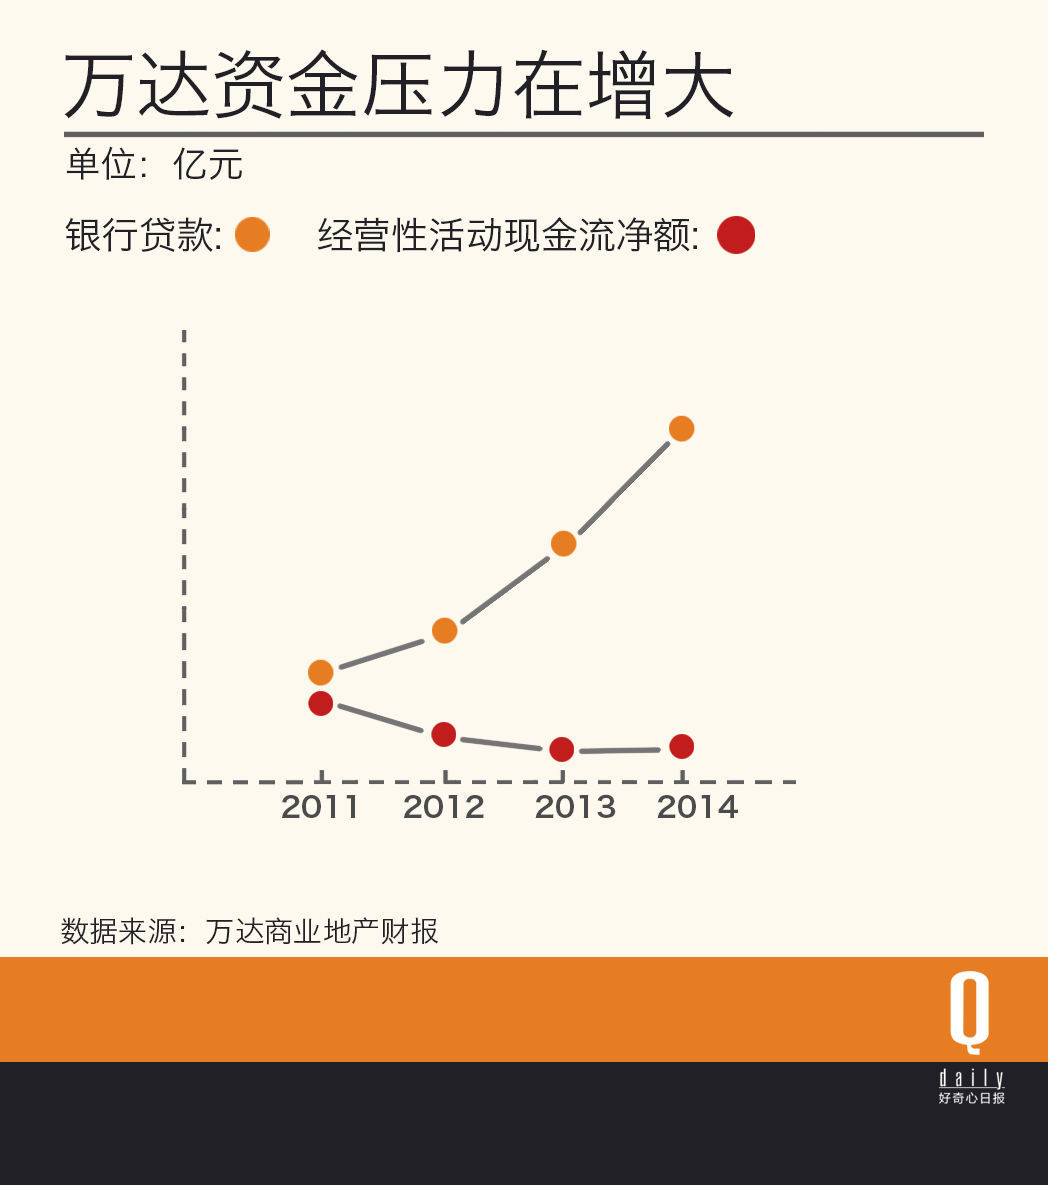 万达资金压力在增大
单位：亿元
银行贷款: 经营性活动现金流净额:
2011 2012 2013 2014
数据来源：万达商业地产财报
Q
daily
好奇心日报